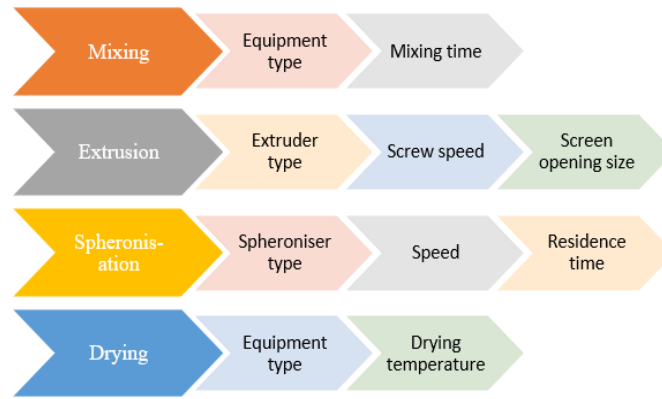 Mixing
Equipment
type
Mixing time
Extrusion
Extruder
type
Screw speed
Screen
opening size
Spheronis-
ation
Spheroniser
type
Speed
Residence
time
Drying
Equipment
type
Drying
temperature